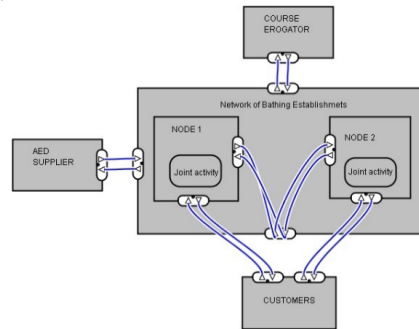 COURSE
EROGATOR
Network of Bathing Establishmets
NODE 1
Joint activity
NODE 2
Joint activity
AED
SUPPLIER
CUSTOMERS